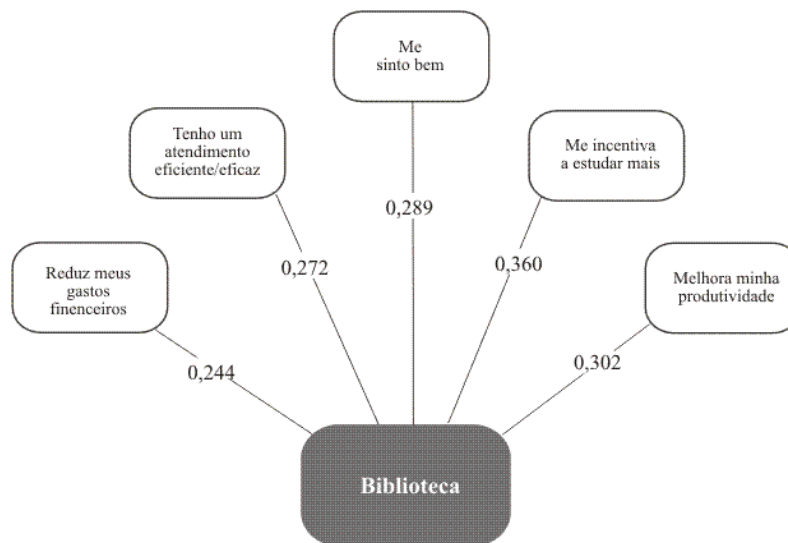 Me
sinto bem
Tenho um
atendimento
eficiente/eficaz
Me incentiva
a estudar mais
0,289
Reduz meus
gastos
finenceiros
0,272
0,360
Melhora minha
produtividade
0,244
0,302
Biblioteca